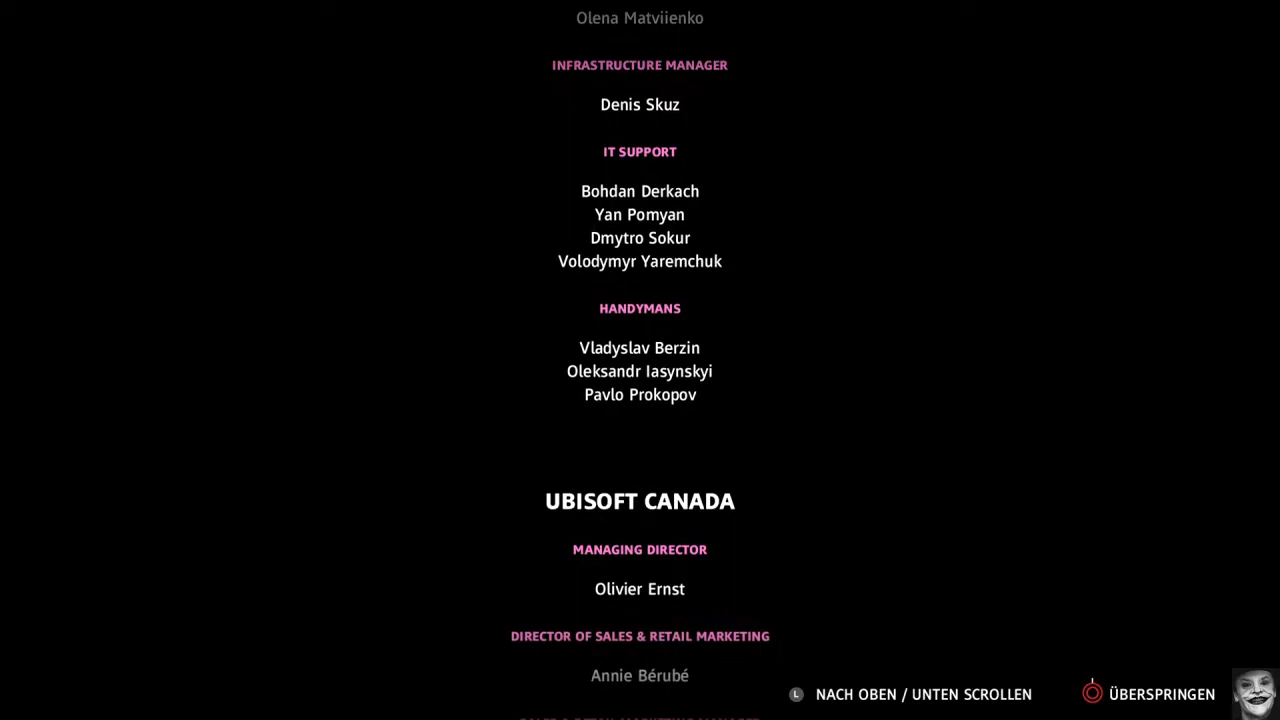 Olena Matviienko
INFRASTRUCTURE MANAGER
Denis Skuz
IT SUPPORT
Bohdan Derkach
Yan Pomyan
Dmytro Sokur
Volodymyr Yaremchuk
HANDYMANS
Vladyslav Berzin
Oleksandr Iasynskyi
Pavlo Prokopov
UBISOFT CANADA
MANAGING DIRECTOR
Olivier Ernst
DIRECTOR OF SALES & RETAIL MARKETING
Annie Bérubé
L NACH OBEN / UNTEN SCROLLEN
ÜBERSPRINGEN